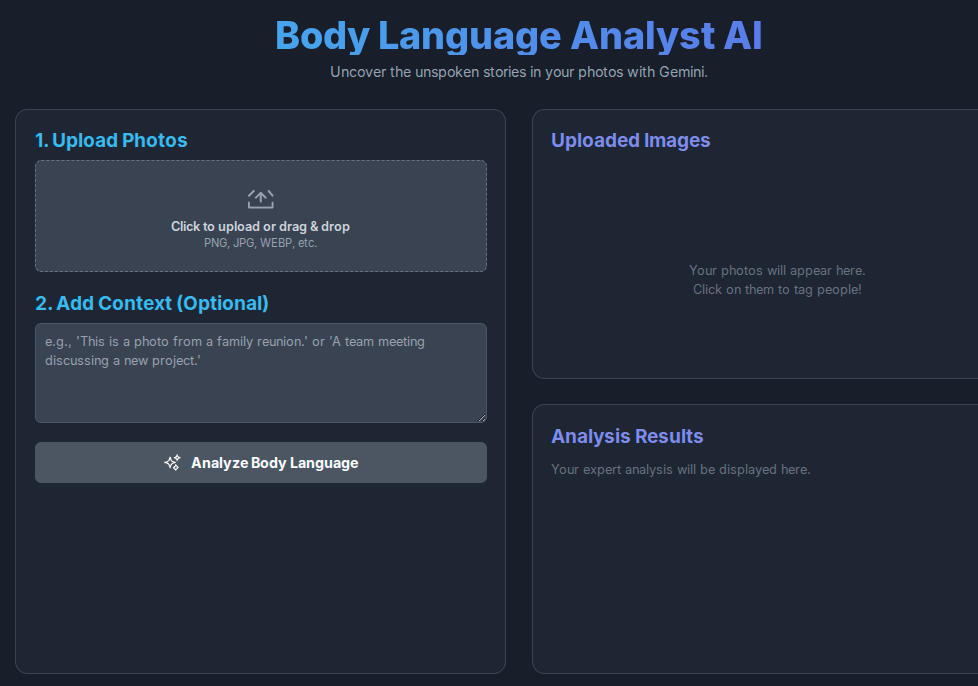 Body Language Analyst AI
Uncover the unspoken stories in your photos with Gemini.
1. Upload Photos
Click to upload or drag & drop
PNG, JPG, WEBP, etc.
2. Add Context (Optional)
e.g., 'This is a photo from a family reunion.' or 'A team meeting
discussing a new project.'
Analyze Body Language
Uploaded Images
Your photos will appear here.
Click on them to tag people!
Analysis Results
Your expert analysis will be displayed here.